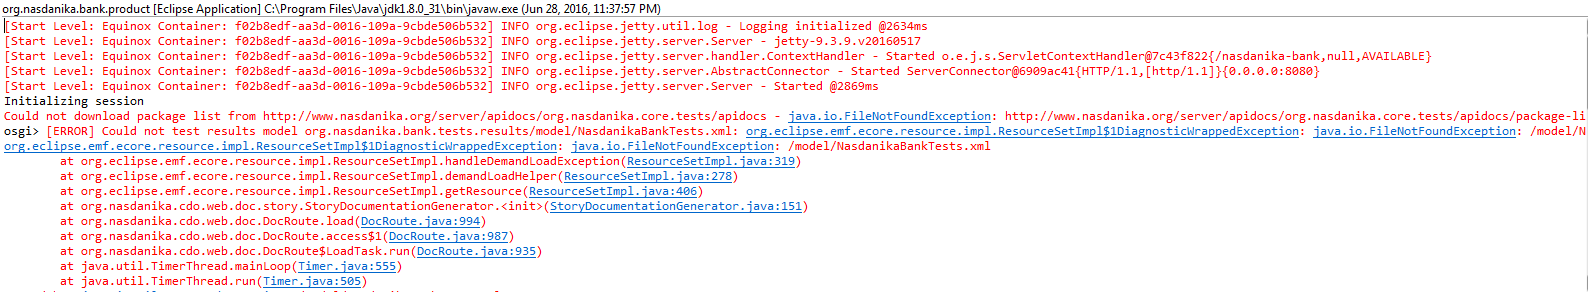 org.nasdanika.bank.product [Eclipse Application] C:\Program Files\Java\jdk1.8.0_31\bin\javaw.exe (Jun 28, 2016, 11:37:57 PM)
[Start Level: Equinox Container: f02b8edf-aa3d-0016-109a-9cbde506b532] INFO org.eclipse.jetty.util.log - Logging initialized @2634ms
[Start Level: Equinox Container: f02b8edf-aa3d-0016-109a-9cbde506b532] INFO org.eclipse.jetty.server.Server - jetty-9.3.9.v20160517
[Start Level: Equinox Container: f02b8edf-aa3d-0016-109a-9cbde506b532] INFO org.eclipse.jetty.server.handler.ContextHandler - Started o.e.j.s.ServletContextHandler@7c43f822{/nasdanika-bank,null,AVAILABLE}
[Start Level: Equinox Container: f02b8edf-aa3d-0016-109a-9cbde506b532] INFO org.eclipse.jetty.server.AbstractConnector - Started ServerConnector@6909ac41{HTTP/1.1,[http/1.1]}{0.0.0.0:8080}
[Start Level: Equinox Container: f02b8edf-aa3d-0016-109a-9cbde506b532] INFO org.eclipse.jetty.server.Server - Started @2869ms
Initializing session
Could not download package list from http://www.nasdanika.org/server/apidocs/org.nasdanika.core.tests/apidocs - java.io.FileNotFoundException: http://www.nasdanika.org/server/apidocs/org.nasdanika.core.tests/apidocs/package-li
osgi> [ERROR] Could not test results model org.nasdanika.bank.tests.results/model/NasdanikaBankTests.xml: org.eclipse.emf.ecore.resource.impl.ResourceSetImpl$1DiagnosticWrappedException: java.io.FileNotFoundException: /model/N
org.eclipse.emf.ecore.resource.impl.ResourceSetImpl$1DiagnosticWrappedException: java.io.FileNotFoundException: /model/NasdanikaBankTests.xml
at org.eclipse.emf.ecore.resource.impl.ResourceSetImpl.handleDemandLoadException(ResourceSetImpl.java:319)
at org.eclipse.emf.ecore.resource.impl.ResourceSetImpl.demandLoadHelper(ResourceSetImpl.java:278)
at org.eclipse.emf.ecore.resource.impl.ResourceSetImpl.getResource(ResourceSetImpl.java:406)
at org.nasdanika.cdo.web.doc.story.StoryDocumentationGenerator.<init>(StoryDocumentationGenerator.java:151)
at org.nasdanika.cdo.web.doc.DocRoute.load(DocRoute.java:994)
at org.nasdanika.cdo.web.doc.DocRoute.access$1(DocRoute.java:987)
at org.nasdanika.cdo.web.doc.DocRoute$LoadTask.run(DocRoute.java:935)
at java.util.TimerThread.mainLoop(Timer.java:555)
at java.util.TimerThread.run(Timer.java:505)